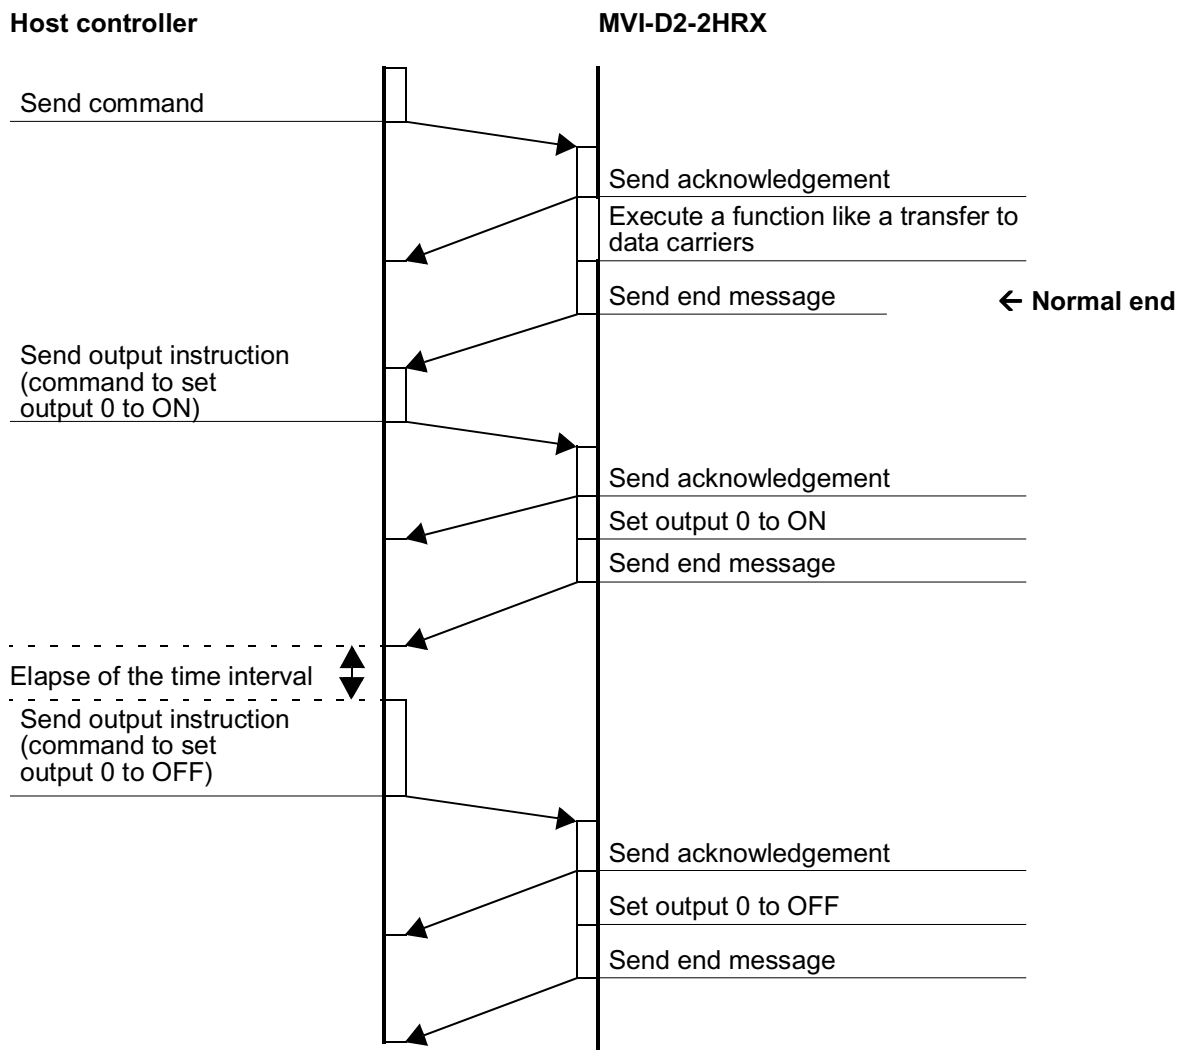 Host controller
MVI-D2-2HRX
Send command
Send acknowledgement
Execute a function like a transfer to
data carriers
Send end message
← Normal end
Send output instruction
(command to set
output 0 to ON)
Send acknowledgement
Set output 0 to ON
Send end message
Elapse of the time interval
Send output instruction
(command to set
output 0 to OFF)
Send acknowledgement
Set output 0 to OFF
Send end message